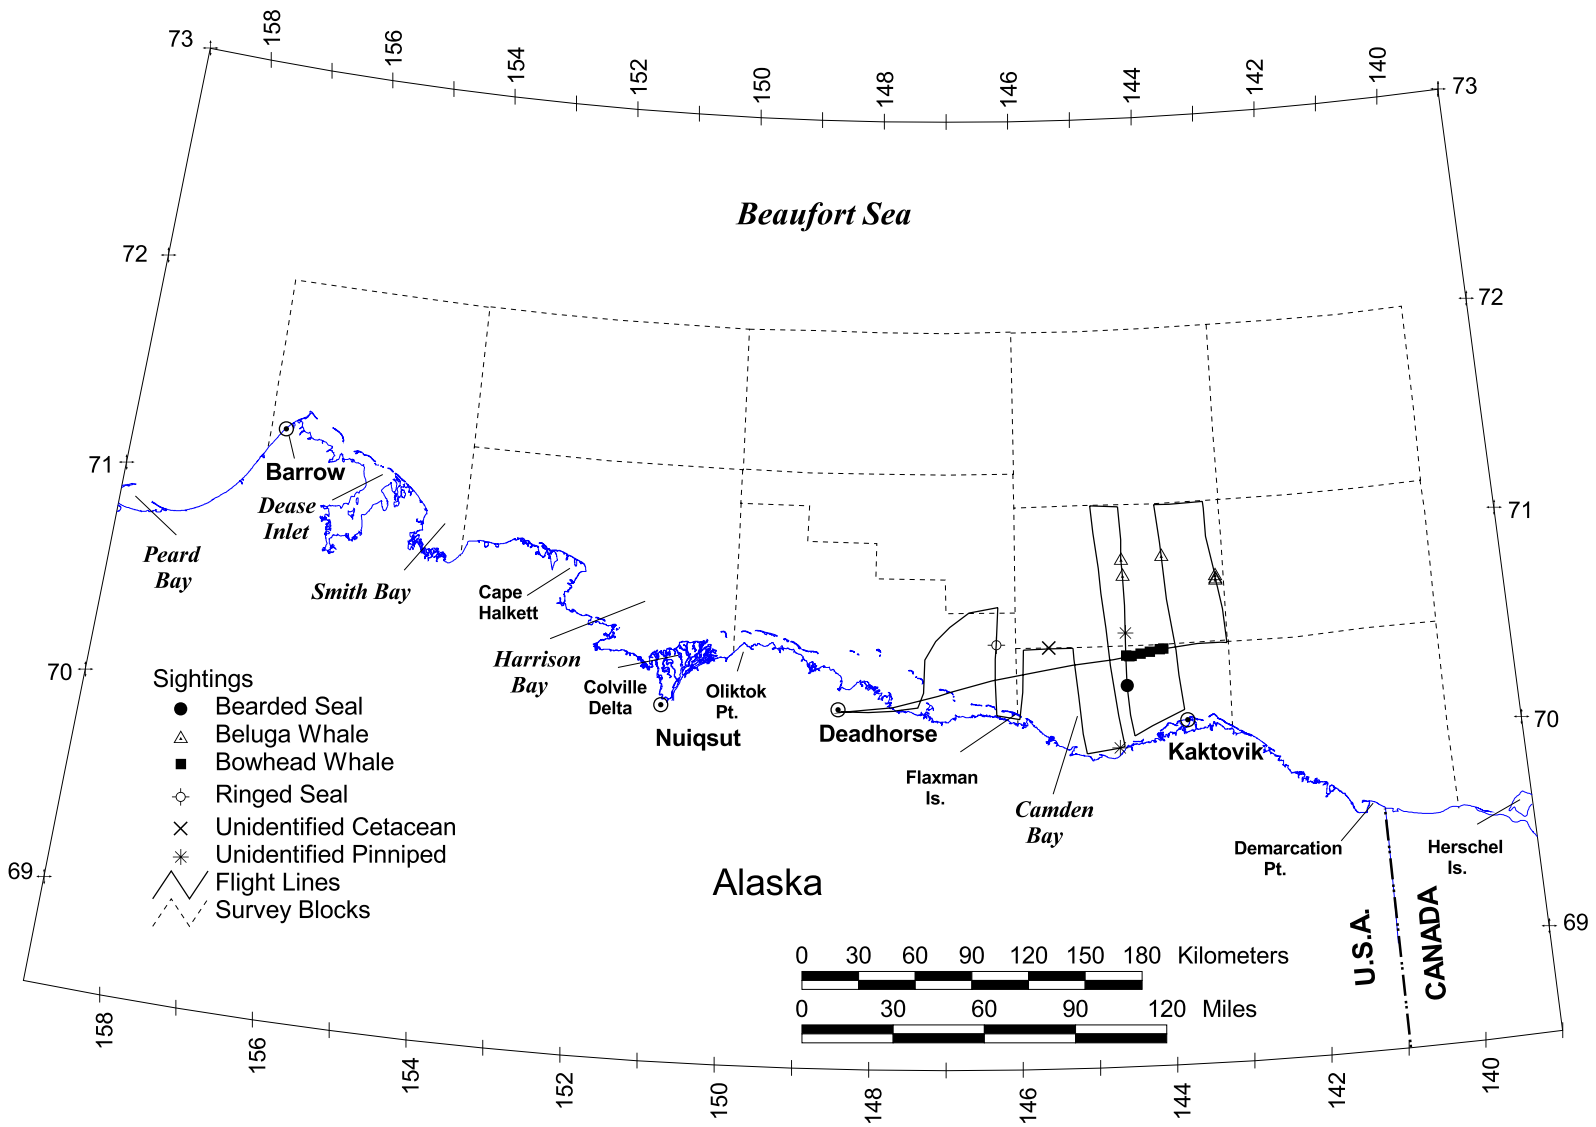 158
156
154
152
150
148
146
144
142
140
73
73
Beaufort Sea
72
72
71
71
Barrow
Dease
Inlet
Peard
Bay
Smith Bay
Cape
Halkett
Harrison
Bay
Colville
Delta
Oliktok
Pt.
Nuiqsut
Deadhorse
Flaxman
Is.
Camden
Bay
Kaktovik
Demarcation
Pt.
Herschel
Is.
70
70
Sightings
Bearded Seal
Beluga Whale
Bowhead Whale
Ringed Seal
Unidentified Cetacean
Unidentified Pinniped
Flight Lines
Survey Blocks
69
69
Alaska
U.S.A.
CANADA
0 30 60 90 120 150 180 Kilometers
0 30 60 90 120 Miles
158
156
154
152
150
148
146
144
142
140